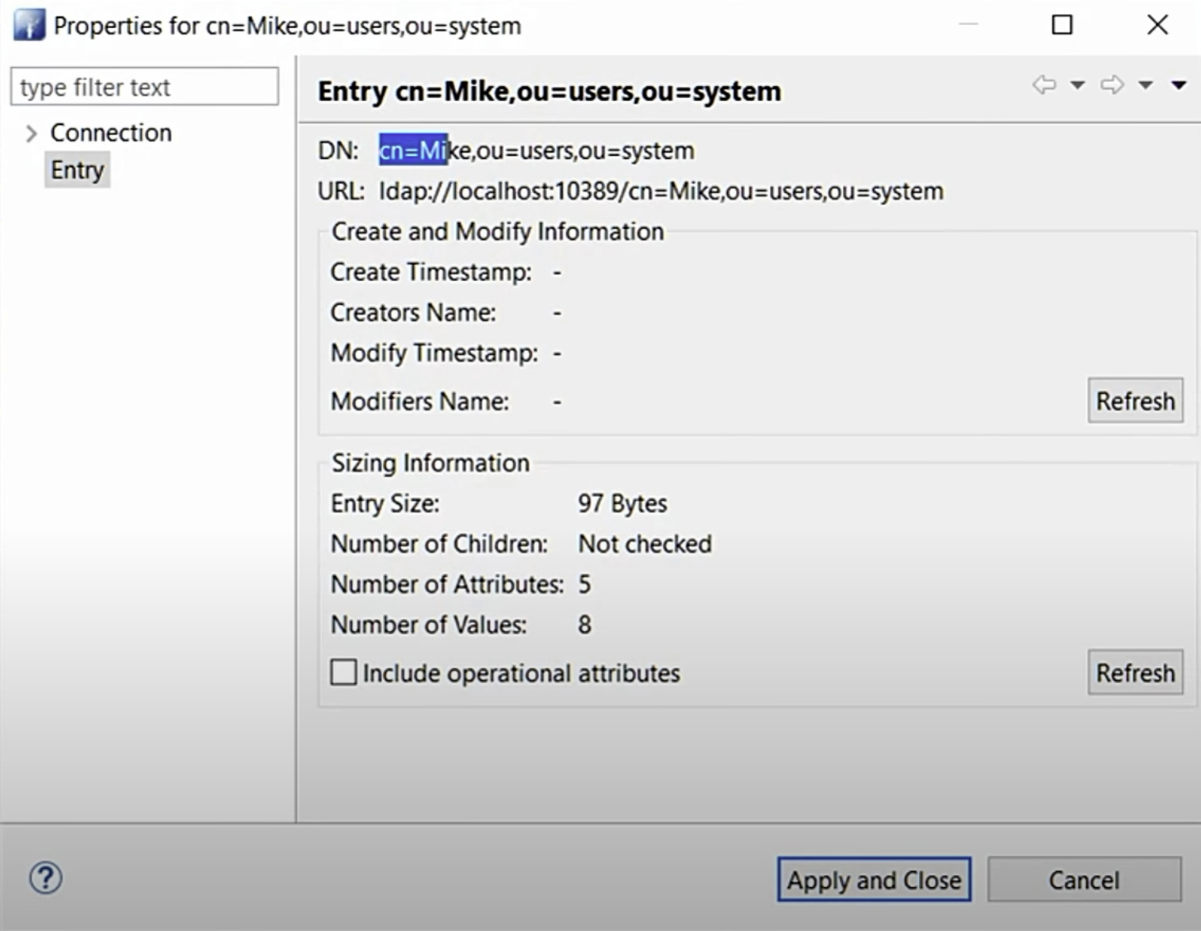 Properties for cn=Mike,ou=users,ou=system
type filter text
Connection
Entry
Entry cn=Mike,ou=users,ou=system
DN: cn=Mike,ou=users,ou=system
URL: ldap://localhost:10389/cn=Mike,ou=users,ou=system
Create and Modify Information
Create Timestamp: -
Creators Name: -
Modify Timestamp: -
Modifiers Name: -
Refresh
Sizing Information
Entry Size: 97 Bytes
Number of Children: Not checked
Number of Attributes: 5
Number of Values: 8
Include operational attributes
Refresh
?
Apply and Close
Cancel